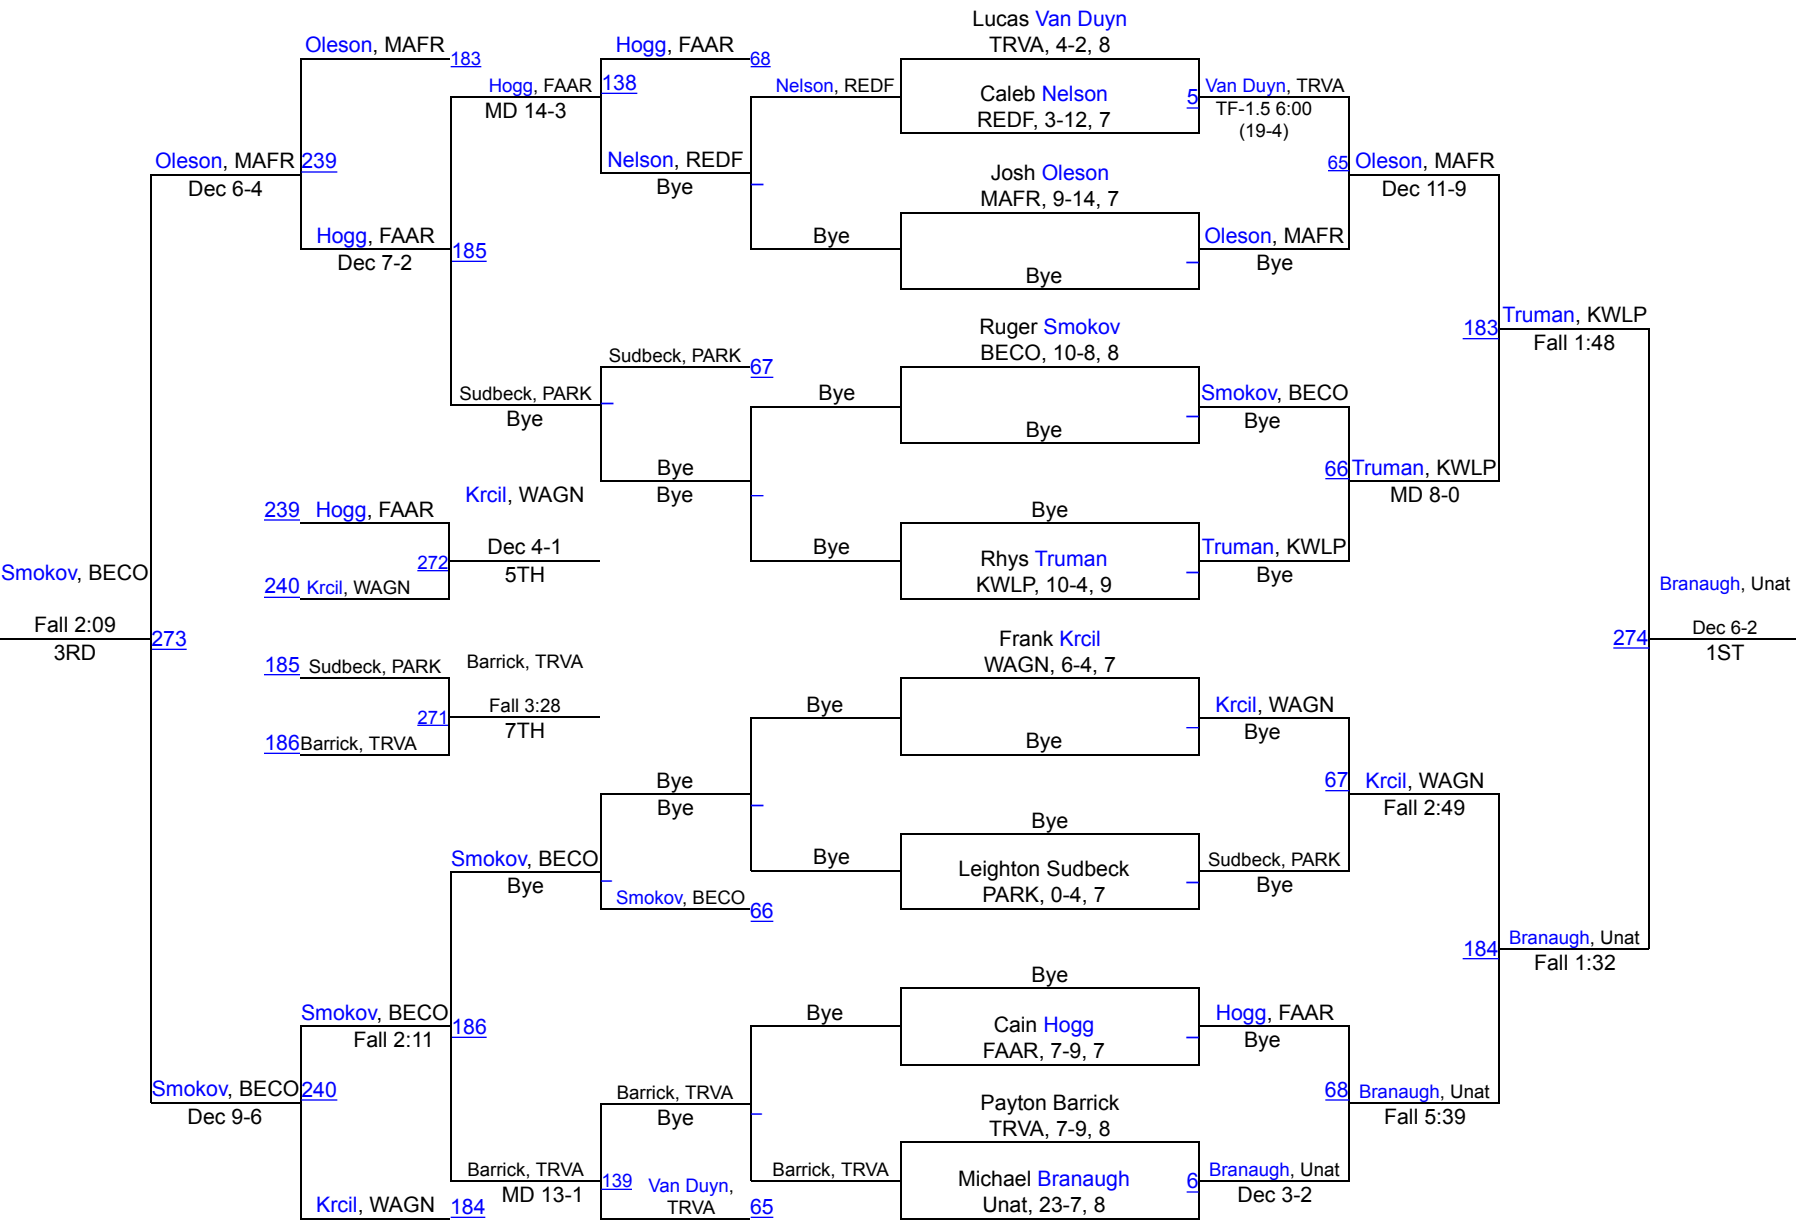 Lucas Van Duyn
TRVA, 4-2, 8
Oleson, MAFR
183
Hogg, FAAR
68
Hogg, FAAR
138
MD 14-3
Nelson, REDF
Caleb Nelson
REDF, 3-12, 7
5
Van Duyn, TRVA
TF-1.5 6:00
(19-4)
Oleson, MAFR
239
Dec 6-4
Nelson, REDF
Bye
Josh Oleson
MAFR, 9-14, 7
65
Oleson, MAFR
Dec 11-9
Hogg, FAAR
Dec 7-2
185
Bye
Bye
Oleson, MAFR
Bye
Ruger Smokov
BECO, 10-8, 8
183
Truman, KWLP
Fall 1:48
Sudbeck, PARK
67
Sudbeck, PARK
Bye
Bye
Bye
Smokov, BECO
Bye
Bye
Bye
66
Truman, KWLP
MD 8-0
239
Hogg, FAAR
Krcil, WAGN
272
Dec 4-1
5TH
240
Krcil, WAGN
Bye
Bye
Rhys Truman
KWLP, 10-4, 9
Truman, KWLP
Bye
Smokov, BECO
Fall 2:09
3RD
273
Branaugh, Unat
274
Dec 6-2
1ST
Frank Krcil
WAGN, 6-4, 7
185
Sudbeck, PARK
Barrick, TRVA
271
Fall 3:28
7TH
186
Barrick, TRVA
Bye
Bye
Krcil, WAGN
Bye
Bye
Bye
67
Krcil, WAGN
Fall 2:49
Bye
Bye
Leighton Sudbeck
PARK, 0-4, 7
Sudbeck, PARK
Bye
Smokov, BECO
Bye
Smokov, BECO
66
184
Branaugh, Unat
Fall 1:32
Bye
Bye
Cain Hogg
FAAR, 7-9, 7
Hogg, FAAR
Bye
Smokov, BECO
Fall 2:11
186
Smokov, BECO
240
Dec 9-6
Barrick, TRVA
Bye
Payton Barrick
TRVA, 7-9, 8
68
Branaugh, Unat
Fall 5:39
Barrick, TRVA
MD 13-1
139
Van Duyn,
TRVA
65
Barrick, TRVA
Michael Branaugh
Unat, 23-7, 8
6
Branaugh, Unat
Dec 3-2
Krcil, WAGN
184